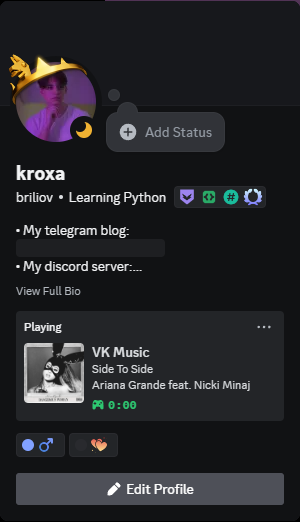 Add Status
kroxa
briliov • Learning Python
• My telegram blog:
• My discord server:...
View Full Bio
Playing
VK Music
Side To Side
Ariana Grande feat. Nicki Minaj
0:00
Edit Profile